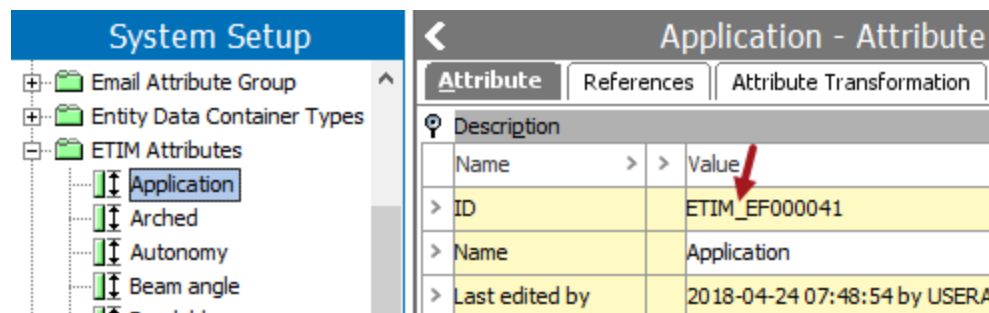 System Setup
Email Attribute Group
Entity Data Container Types
ETIM Attributes
Application
Arched
Autonomy
Beam angle
Application - Attribute
Attribute References Attribute Transformation
Description
Name > > Value
> ID ETIM_EF000041
> Name Application
> Last edited by 2018-04-24 07:48:54 by USERA